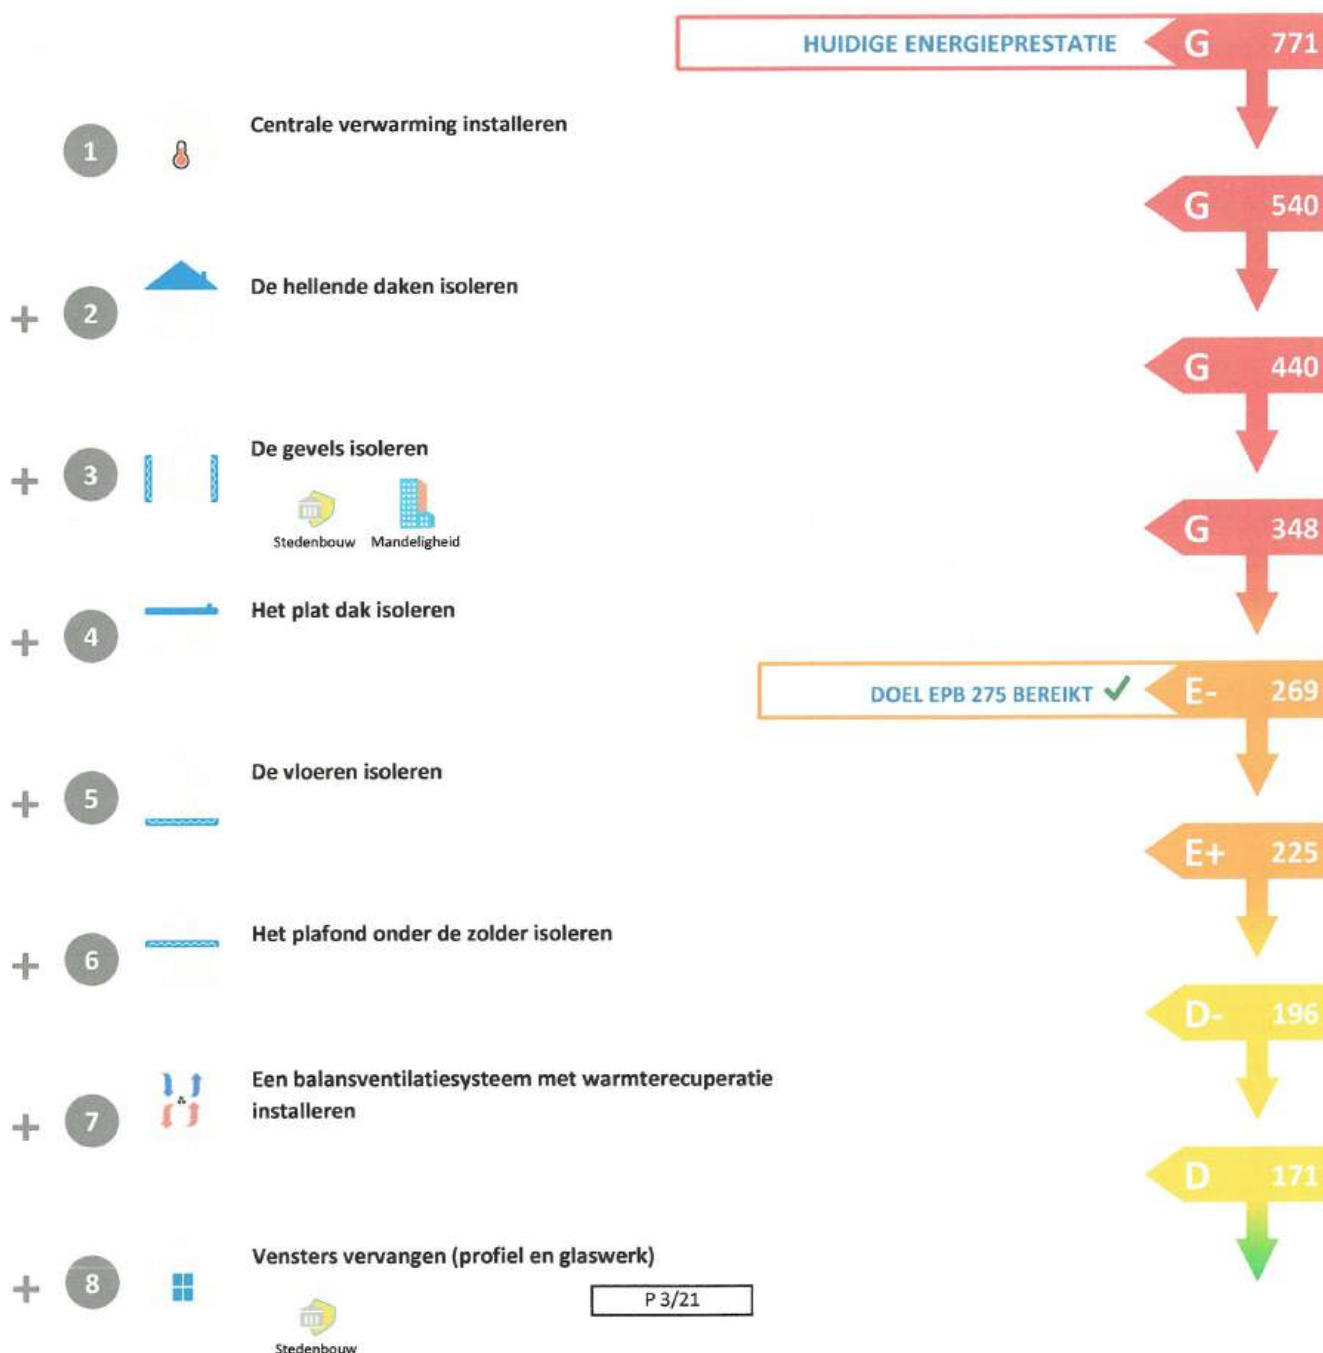 HUIDIGE ENERGIEPRESTATIE G 771
1 Centrale verwarming installeren
G 540
+ 2 De hellende daken isoleren
G 440
+ 3 De gevels isoleren
Stedenbouw Mandeligheid
G 348
+ 4 Het plat dak isoleren
DOEL EPB 275 BEREIKT ✓ E- 269
+ 5 De vloeren isoleren
E+ 225
+ 6 Het plafond onder de zolder isoleren
D- 196
+ 7 Een balansventilatiesysteem met warmterecuperatie
installeren
D 171
+ 8 Vensters vervangen (profiel en glaswerk)
P 3/21
Stedenbouw